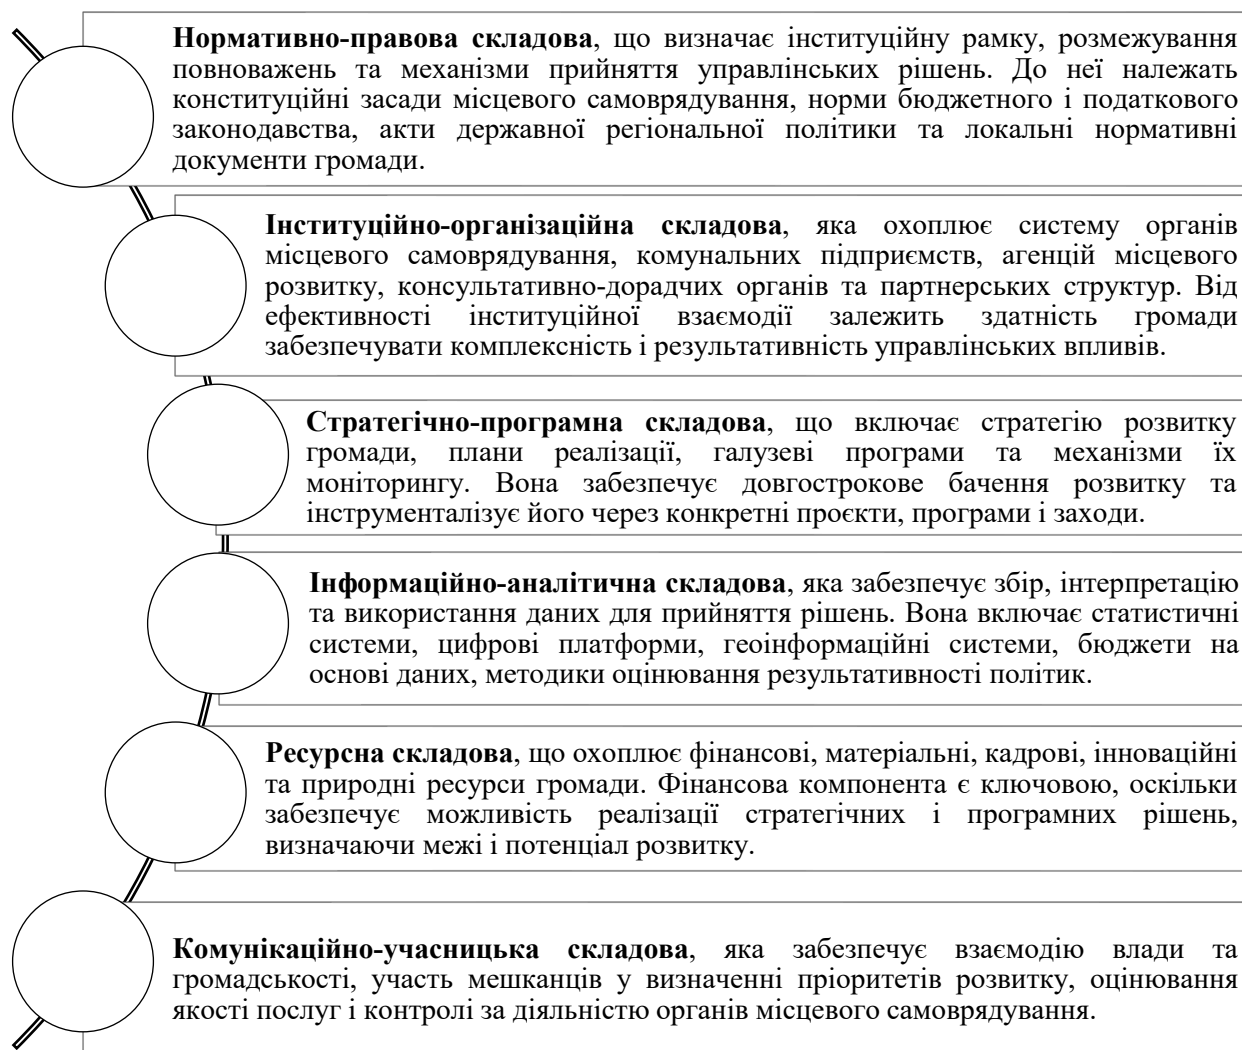 Нормативно-правова складова, що визначає інституційну рамку, розмежування
повноважень та механізми прийняття управлінських рішень. До неї належать
конституційні засади місцевого самоврядування, норми бюджетного і податкового
законодавства, акти державної регіональної політики та локальні нормативні
документи громади.
Інституційно-організаційна складова, яка охоплює систему органів
місцевого самоврядування, комунальних підприємств, агенцій місцевого
розвитку, консультативно-дорадчих органів та партнерських структур. Від
ефективності інституційної взаємодії залежить здатність громади
забезпечувати комплексність і результативність управлінських впливів.
Стратегічно-програмна складова, що включає стратегію розвитку
громади, плани реалізації, галузеві програми та механізми їх
моніторингу. Вона забезпечує довгострокове бачення розвитку та
інструменталізує його через конкретні проєкти, програми і заходи.
Інформаційно-аналітична складова, яка забезпечує збір, інтерпретацію
та використання даних для прийняття рішень. Вона включає статистичні
системи, цифрові платформи, геоінформаційні системи, бюджети на
основі даних, методики оцінювання результативності політик.
Ресурсна складова, що охоплює фінансові, матеріальні, кадрові, інноваційні
та природні ресурси громади. Фінансова компонента є ключовою, оскільки
забезпечує можливість реалізації стратегічних і програмних рішень,
визначаючи межі і потенціал розвитку.
Комунікаційно-учасницька складова, яка забезпечує взаємодію влади та
громадськості, участь мешканців у визначенні пріоритетів розвитку, оцінювання
якості послуг і контролі за діяльністю органів місцевого самоврядування.